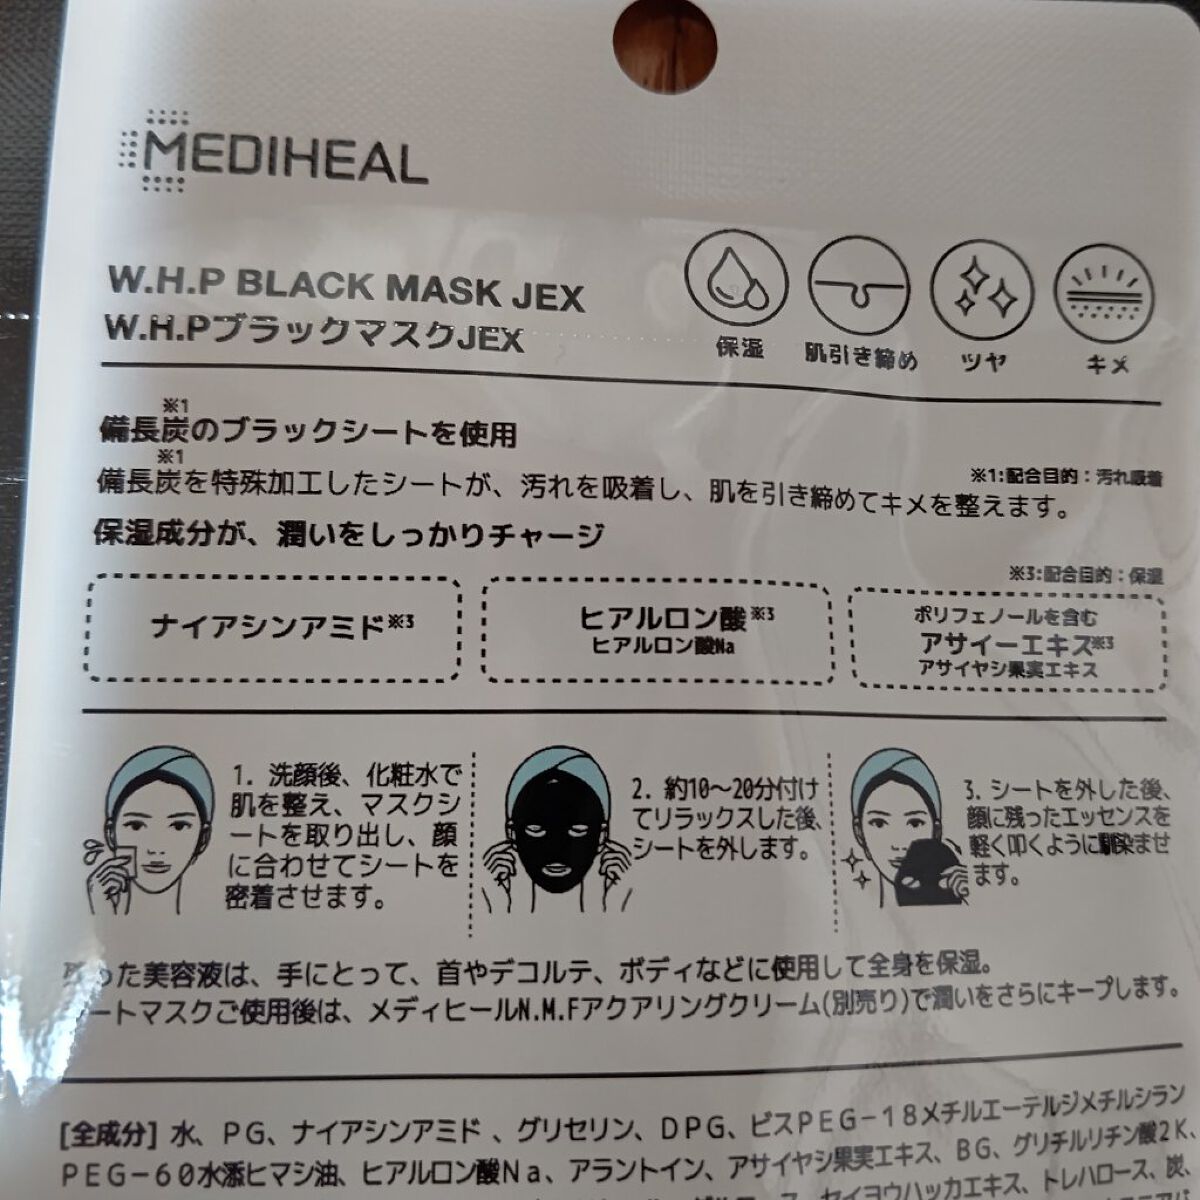 MEDIHEAL
W.H.P BLACK MASK JEX
W.H.PブラックマスクJEX
保湿 肌引き締め ツヤ キメ
※1
備長炭のブラックシートを使用
※1
備長炭を特殊加工したシートが、汚れを吸着し、肌を引き締めてキメを整えます。
※1:配合目的：汚れ吸着
保湿成分が、潤いをしっかりチャージ
※3:配合目的：保湿
ナイアシンアミド※3
ヒアルロン酸※3
ヒアルロン酸Na
ポリフェノールを含む
アサイーエキス※3
アサイヤシ果実エキス
1. 洗顔後、化粧水で
肌を整え、マスクシ
ートを取り出し、顔
に合わせてシートを
密着させます。
2. 約10～20分付け
てリラックスした後、
シートを外します。
3. シートを外した後、
顔に残ったエッセンスを
軽く叩くように馴染ませ
ます。
った美容液は、手にとって、首やデコルテ、ボディなどに使用して全身を保湿。
ートマスクご使用後は、メディヒールN.M.Fアクアリングクリーム(別売り)で潤いをさらにキープします。
[全成分] 水、PG、ナイアシンアミド、グリセリン、DPG、ビスPEG－18メチルエーテルジメチルシラン
PEG－60水添ヒマシ油、ヒアルロン酸Na、アラントイン、アサイヤシ果実エキス、BG、グリチルリチン酸2K、
セイヨウハッカエキス、トレハロース、炭、